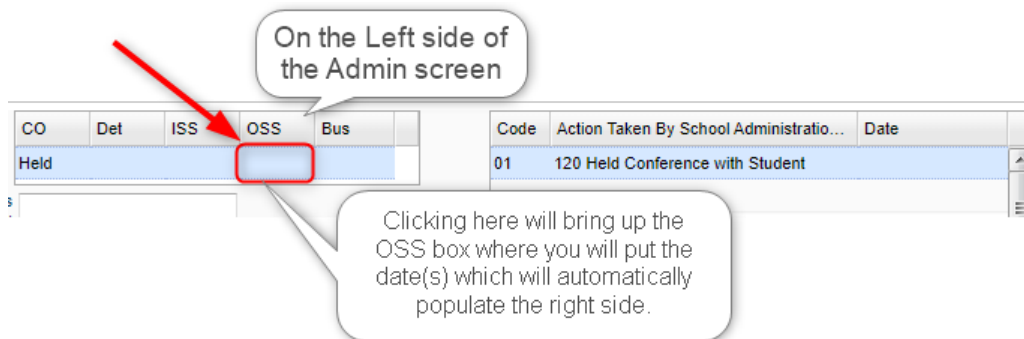 On the Left side of
the Admin screen
CO Det ISS OSS Bus
Code Action Taken By School Administratio... Date
Held
01 120 Held Conference with Student
s
Clicking here will bring up the
OSS box where you will put the
date(s) which will automatically
populate the right side.